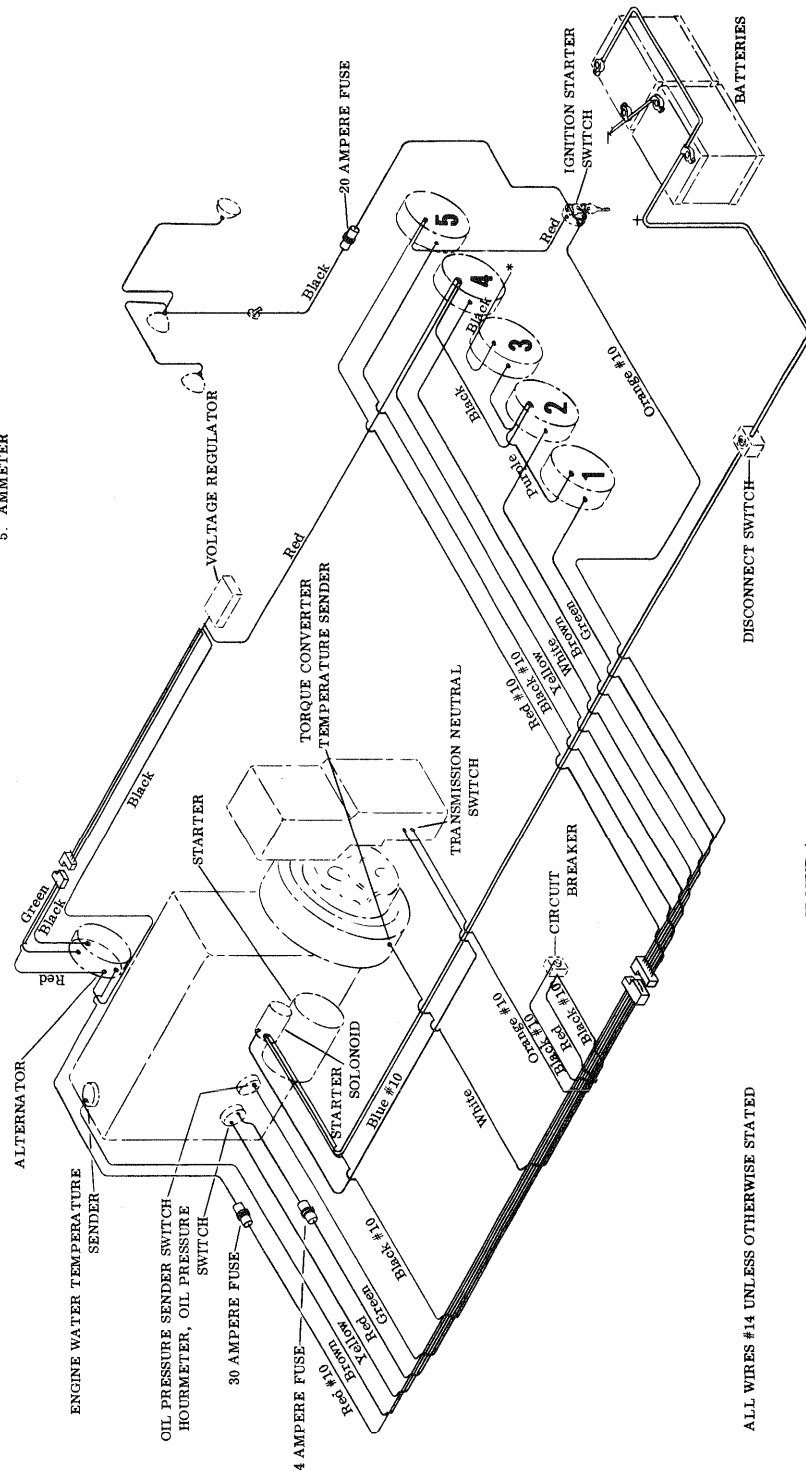 5. AMMETER
20 AMPERE FUSE
IGNITION STARTER
SWITCH
BATTERIES
+
Black
5
4
3
2
1
Red
Black
*
Black
Purple
Orange #10
VOLTAGE REGULATOR
Red
DISCONNECT SWITCH
TORQUE CONVERTER
TEMPERATURE SENDER
Red #10
Black #10
Yellow
White
Brown
Green
Black
STARTER
TRANSMISSION NEUTRAL
SWITCH
Green
Black
Red
CIRCUIT
BREAKER
Orange #10
Black #10
Red
Black #10
Black #10
ALTERNATOR
STARTER
SOLONOID
Blue #10
White
ENGINE WATER TEMPERATURE
SENDER
OIL PRESSURE SENDER SWITCH
HOURMETER, OIL PRESSURE
SWITCH
30 AMPERE FUSE
4 AMPERE FUSE
Black #10
Green
Red
Yellow
Brown
Red #10
ALL WIRES #14 UNLESS OTHERWISE STATED